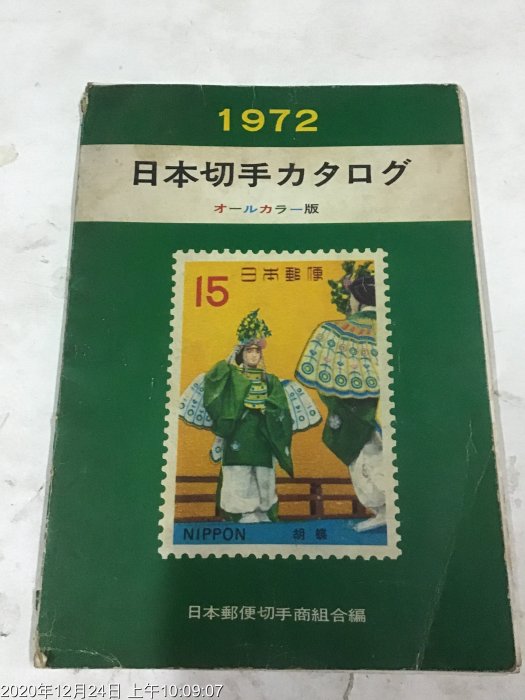 1972
日本切手カタログ
オールカラー版
15
日本郵便
NIPPON 胡蝶
日本郵便切手商組合編
2020年12月24日 上午10:09:07